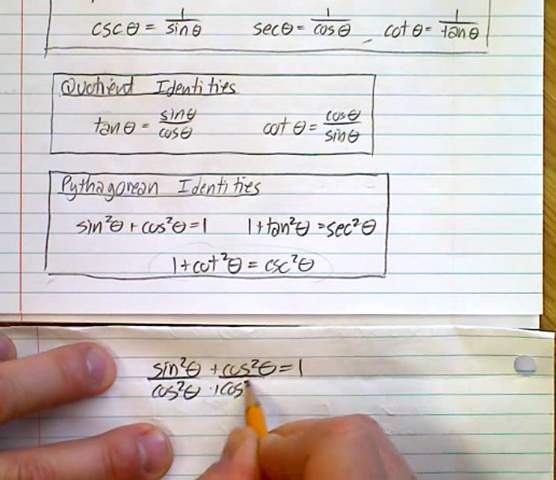 cscθ = 1/sinθ secθ = 1/cosθ cotθ = 1/tanθ
Quotient Identities
tanθ = sinθ/cosθ cotθ = cosθ/sinθ
Pythagorean Identities
sin²θ + cos²θ = 1 1 + tan²θ = sec²θ
1 + cot²θ = csc²θ
sin²θ + cos²θ = 1
cos²θ cos²